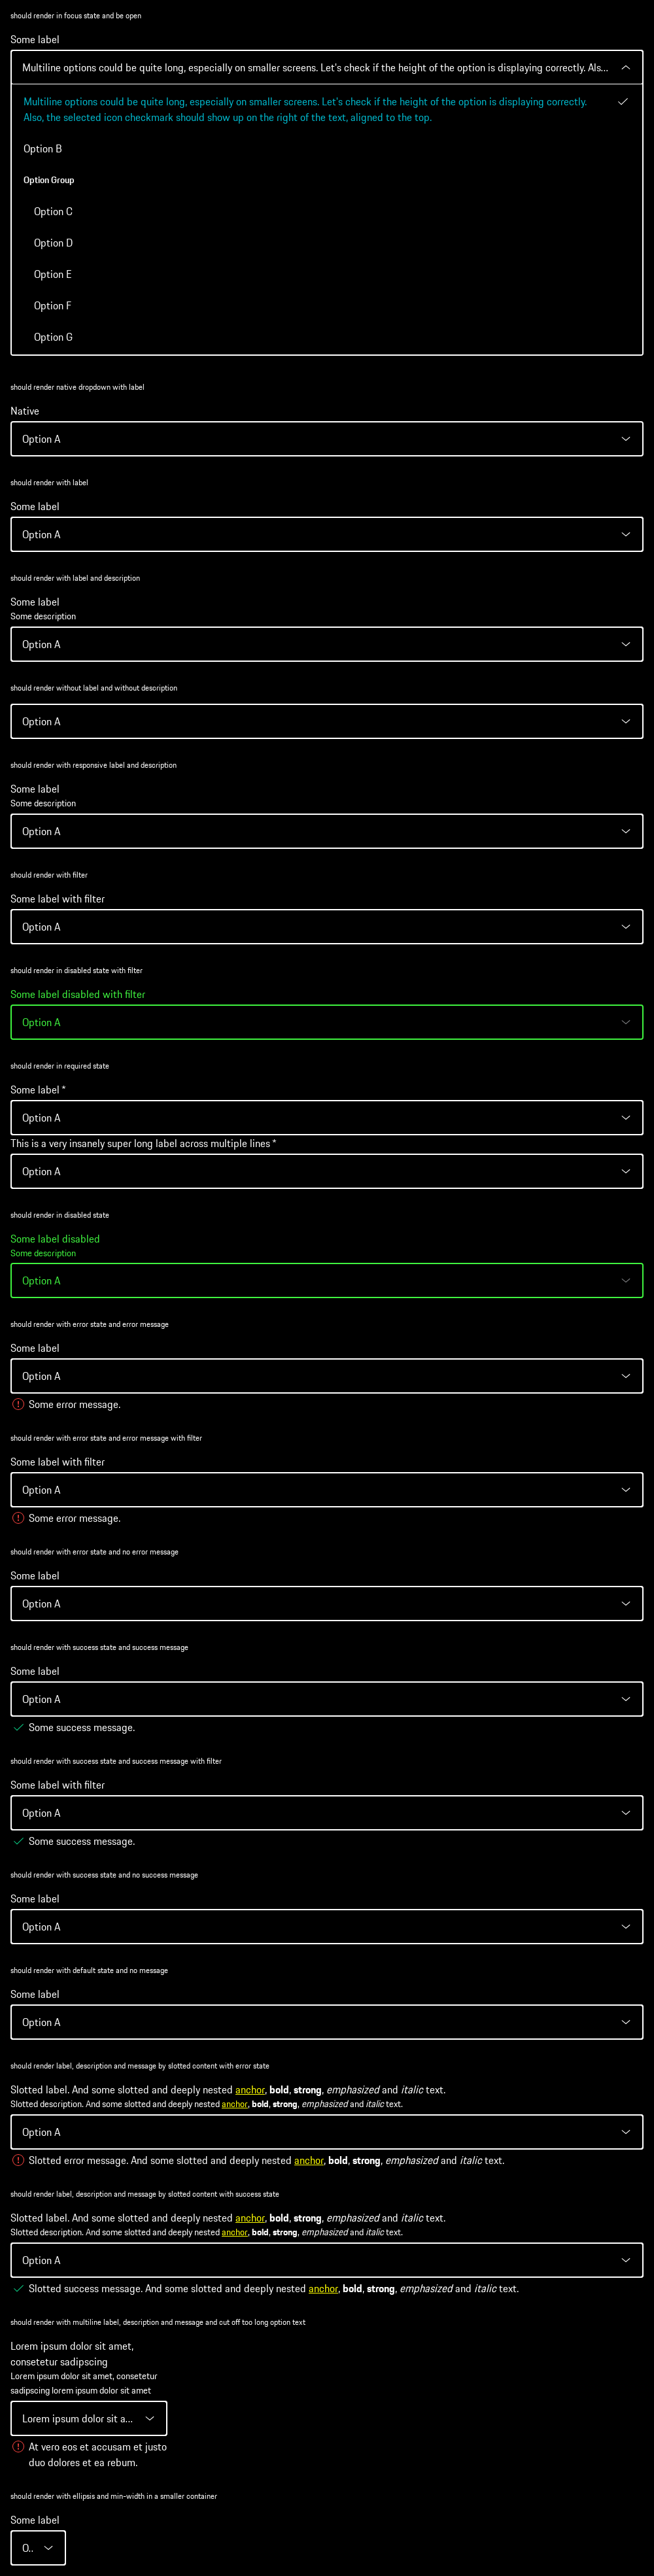 should render in focus state and be open
Some label
Multiline options could be quite long, especially on smaller screens. Let's check if the height of the option is displaying correctly. Als…
Multiline options could be quite long, especially on smaller screens. Let's check if the height of the option is displaying correctly.
Also, the selected icon checkmark should show up on the right of the text, aligned to the top.
Option B
Option Group
Option C
Option D
Option E
Option F
Option G
should render native dropdown with label
Native
Option A
should render with label
Some label
Option A
should render with label and description
Some label
Some description
Option A
should render without label and without description
Option A
should render with responsive label and description
Some label
Some description
Option A
should render with filter
Some label with filter
Option A
should render in disabled state with filter
Some label disabled with filter
Option A
should render in required state
Some label *
Option A
This is a very insanely super long label across multiple lines *
Option A
should render in disabled state
Some label disabled
Some description
Option A
should render with error state and error message
Some label
Option A
Some error message.
should render with error state and error message with filter
Some label with filter
Option A
Some error message.
should render with error state and no error message
Some label
Option A
should render with success state and success message
Some label
Option A
Some success message.
should render with success state and success message with filter
Some label with filter
Option A
Some success message.
should render with success state and no success message
Some label
Option A
should render with default state and no message
Some label
Option A
should render label, description and message by slotted content with error state
Slotted label. And some slotted and deeply nested anchor, bold, strong, emphasized and italic text.
Slotted description. And some slotted and deeply nested anchor, bold, strong, emphasized and italic text.
Option A
Slotted error message. And some slotted and deeply nested anchor, bold, strong, emphasized and italic text.
should render label, description and message by slotted content with success state
Slotted label. And some slotted and deeply nested anchor, bold, strong, emphasized and italic text.
Slotted description. And some slotted and deeply nested anchor, bold, strong, emphasized and italic text.
Option A
Slotted success message. And some slotted and deeply nested anchor, bold, strong, emphasized and italic text.
should render with multiline label, description and message and cut off too long option text
Lorem ipsum dolor sit amet,
consetetur sadipscing
Lorem ipsum dolor sit amet, consetetur
sadipscing lorem ipsum dolor sit amet
Lorem ipsum dolor sit a…
At vero eos et accusam et justo
duo dolores et ea rebum.
should render with ellipsis and min-width in a smaller container
Some label
O…